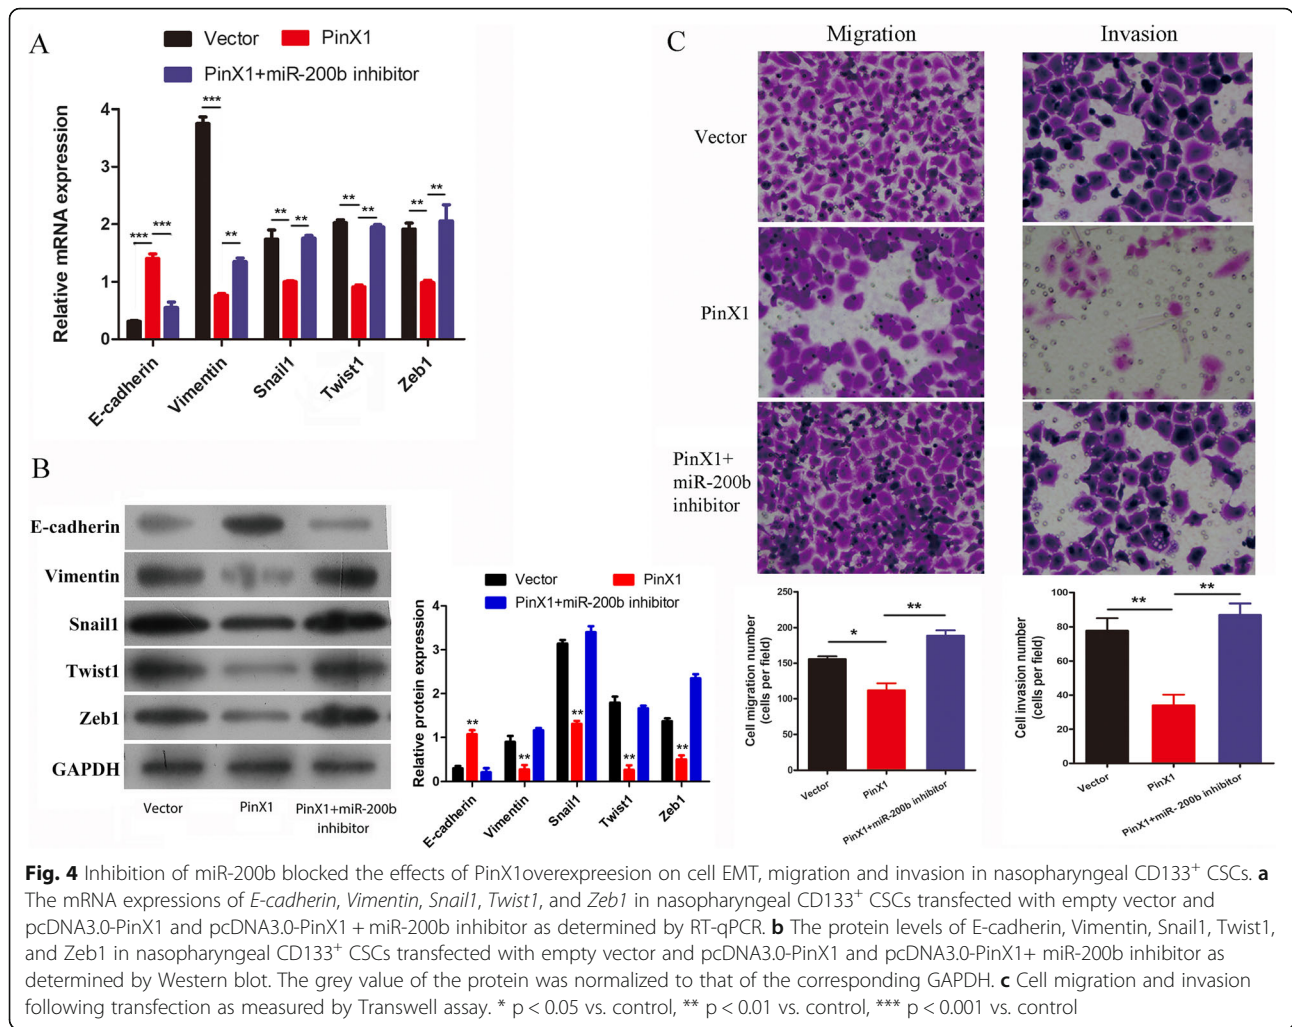 A
Vector PinX1
PinX1+miR-200b inhibitor
Relative mRNA expression
4
3
2
1
0
*** *** *** ** ** ** ** ** ** **
E-cadherin Vimentin Snail1 Twist1 Zeb1
B
E-cadherin
Vimentin
Snail1
Twist1
Zeb1
GAPDH
Vector PinX1 PinX1+miR-200b
inhibitor
Vector PinX1
PinX1+miR-200b inhibitor
Relative protein expression
4
3
2
1
0
** ** ** ** **
E-cadherin Vimentin Snail1 Twist1 Zeb1
C
Migration Invasion
Vector
PinX1
PinX1+
miR-200b
inhibitor
Cell migration number
(cells per field)
250
200
150
100
50
0
* **
Vector PinX1 PinX1+miR-200b inhibitor
Cell invasion number
(cells per field)
100
80
60
40
20
0
** **
Vector PinX1 PinX1+miR- 200b inhibitor
Fig. 4 Inhibition of miR-200b blocked the effects of PinX1overexpreesion on cell EMT, migration and invasion in nasopharyngeal CD133⁺ CSCs. a
The mRNA expressions of E-cadherin, Vimentin, Snail1, Twist1, and Zeb1 in nasopharyngeal CD133⁺ CSCs transfected with empty vector and
pcDNA3.0-PinX1 and pcDNA3.0-PinX1 + miR-200b inhibitor as determined by RT-qPCR. b The protein levels of E-cadherin, Vimentin, Snail1, Twist1,
and Zeb1 in nasopharyngeal CD133⁺ CSCs transfected with empty vector and pcDNA3.0-PinX1 and pcDNA3.0-PinX1+ miR-200b inhibitor as
determined by Western blot. The grey value of the protein was normalized to that of the corresponding GAPDH. c Cell migration and invasion
following transfection as measured by Transwell assay. * p < 0.05 vs. control, ** p < 0.01 vs. control, *** p < 0.001 vs. control